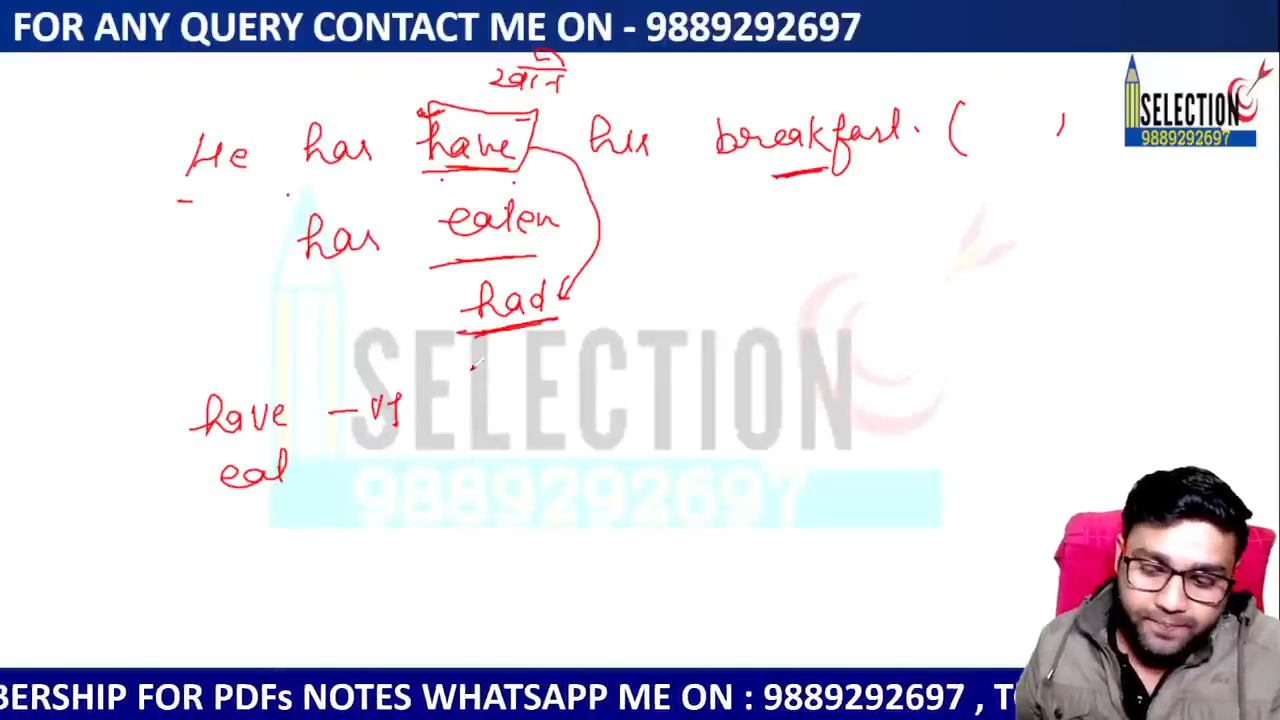 FOR ANY QUERY CONTACT ME ON - 9889292697
SELECTION
9889292697
He has have his breakfast. (          ,
has eaten
had
have - V1
eat
SELECTION
9889292697
BERSHIP FOR PDFs NOTES WHATSAPP ME ON : 9889292697 , T